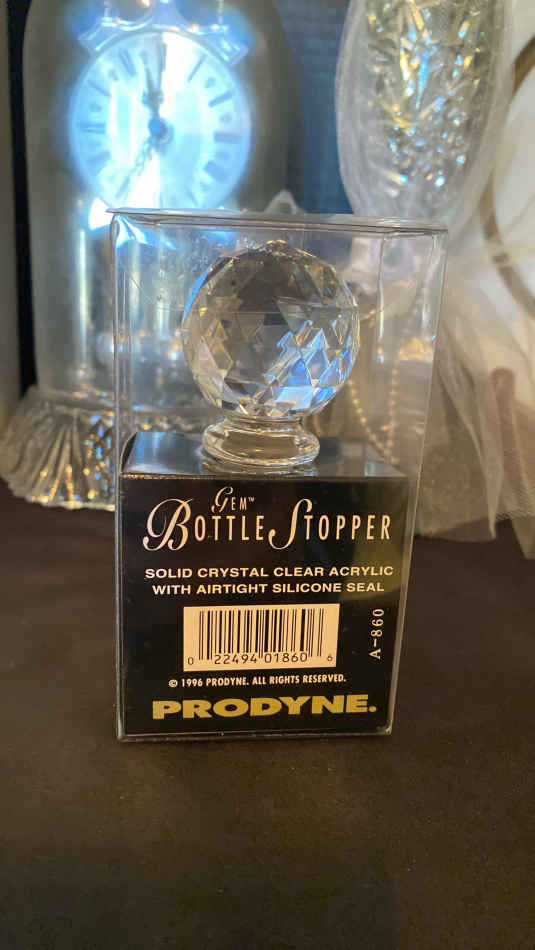 GEM™
BOTTLE STOPPER
SOLID CRYSTAL CLEAR ACRYLIC
WITH AIRTIGHT SILICONE SEAL
0 22494 01860 6
A-860
© 1996 PRODYNE. ALL RIGHTS RESERVED.
PRODYNE.